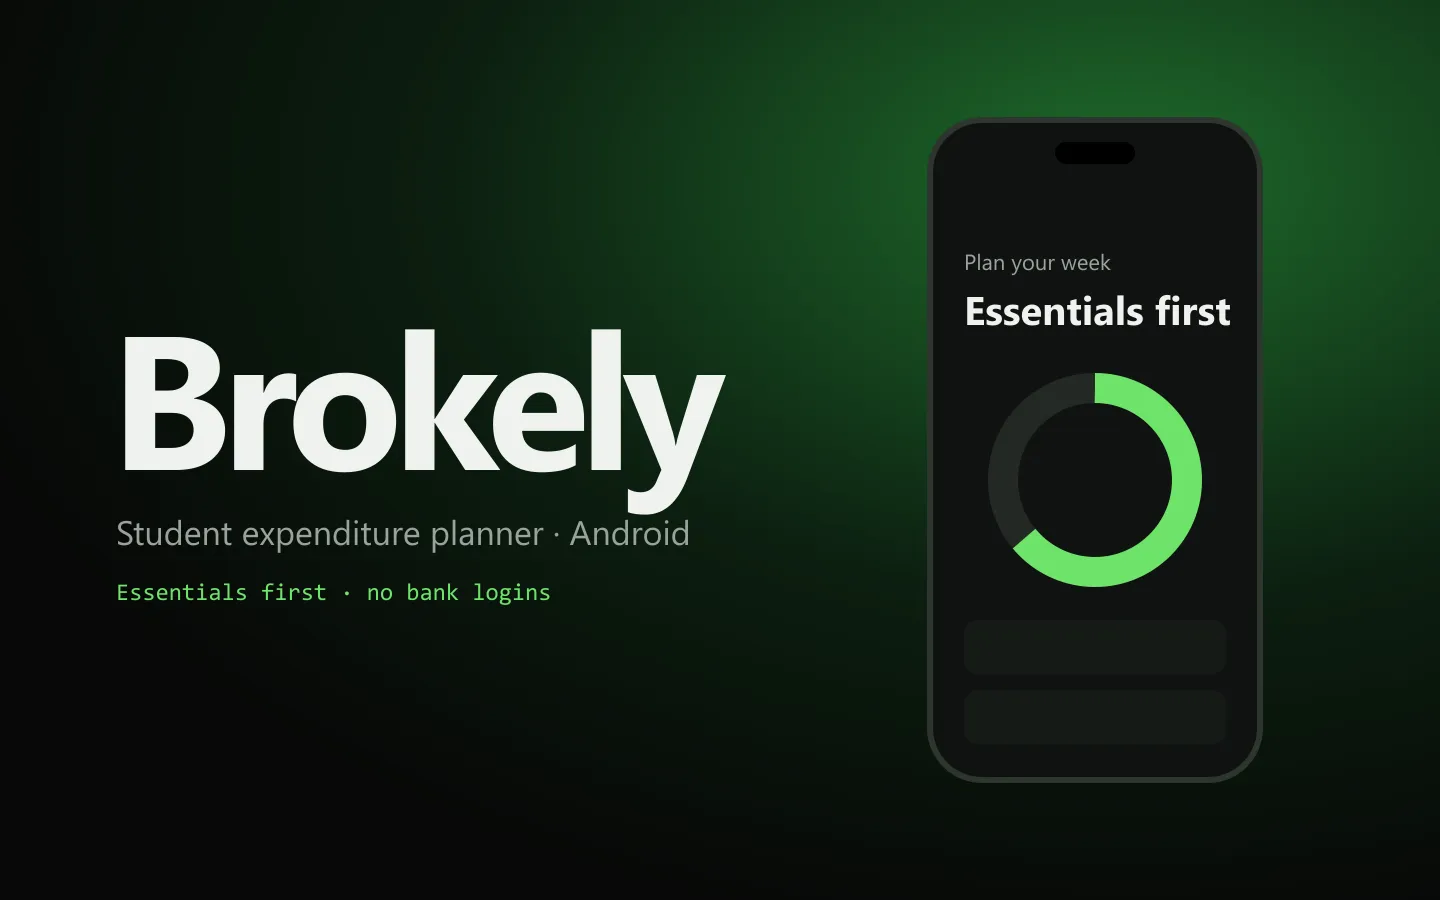 Brokely
Student expenditure planner · Android
Essentials first · no bank logins
Plan your week
Essentials first